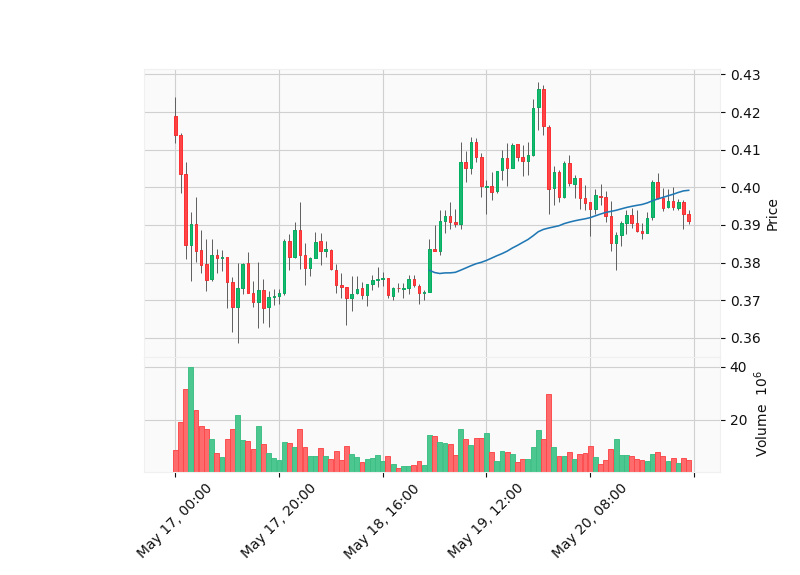 0.43
0.42
0.41
0.40
0.39
0.38
0.37
0.36
Price
40
20
Volume 10^6
May 17, 00:00
May 17, 20:00
May 18, 16:00
May 19, 12:00
May 20, 08:00